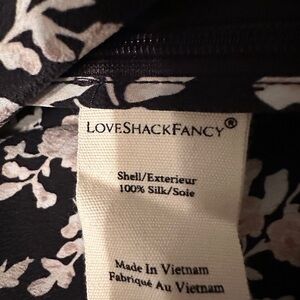 LOVESHACKFANCY®
Shell/Exterieur
100% Silk/Soie
Made In Vietnam
Fabriqué Au Vietnam